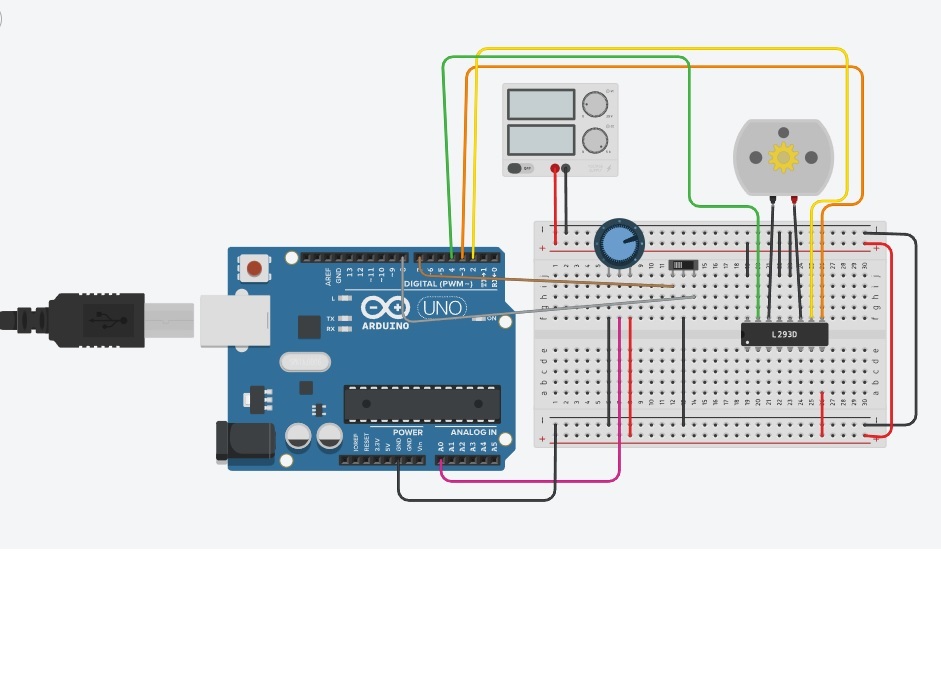 AREF
GND
13
12
~11
~10
~9
8
7
6
5
4
~3
2
TX→1
RX←0
DIGITAL (PWM~)
L
TX
RX
ARDUINO
UNO
ON
POWER
ANALOG IN
IOREF
RESET
3.3V
5V
GND
GND
Vin
A0
A1
A2
A3
A4
A5
OFF
L293D